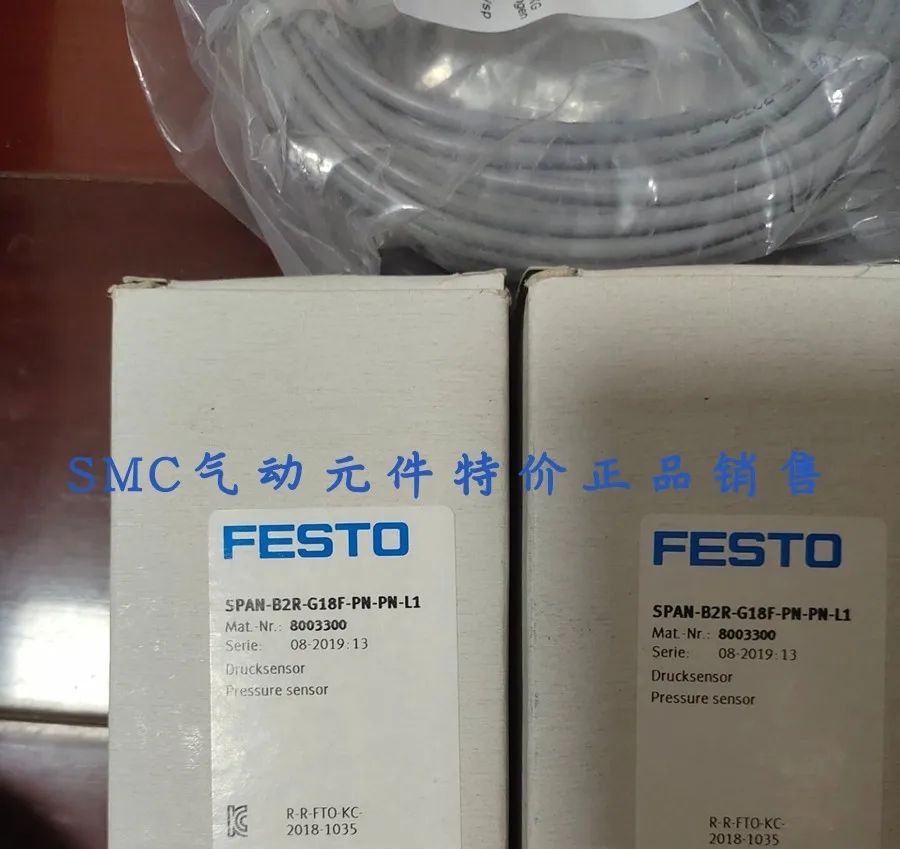 KG
/sp
SMC气动元件特价正品销售
FESTO
SPAN-B2R-G18F-PN-PN-L1
Mat.-Nr.: 8003300
Serie: 08-2019:13
Drucksensor
Pressure sensor
R-R-FTO-KC-
2018-1035
FESTO
SPAN-B2R-G18F-PN-PN-L1
Mat.-Nr.: 8003300
Serie: 08-2019:13
Drucksensor
Pressure sensor
R-R-FTO-KC-
2018-1035